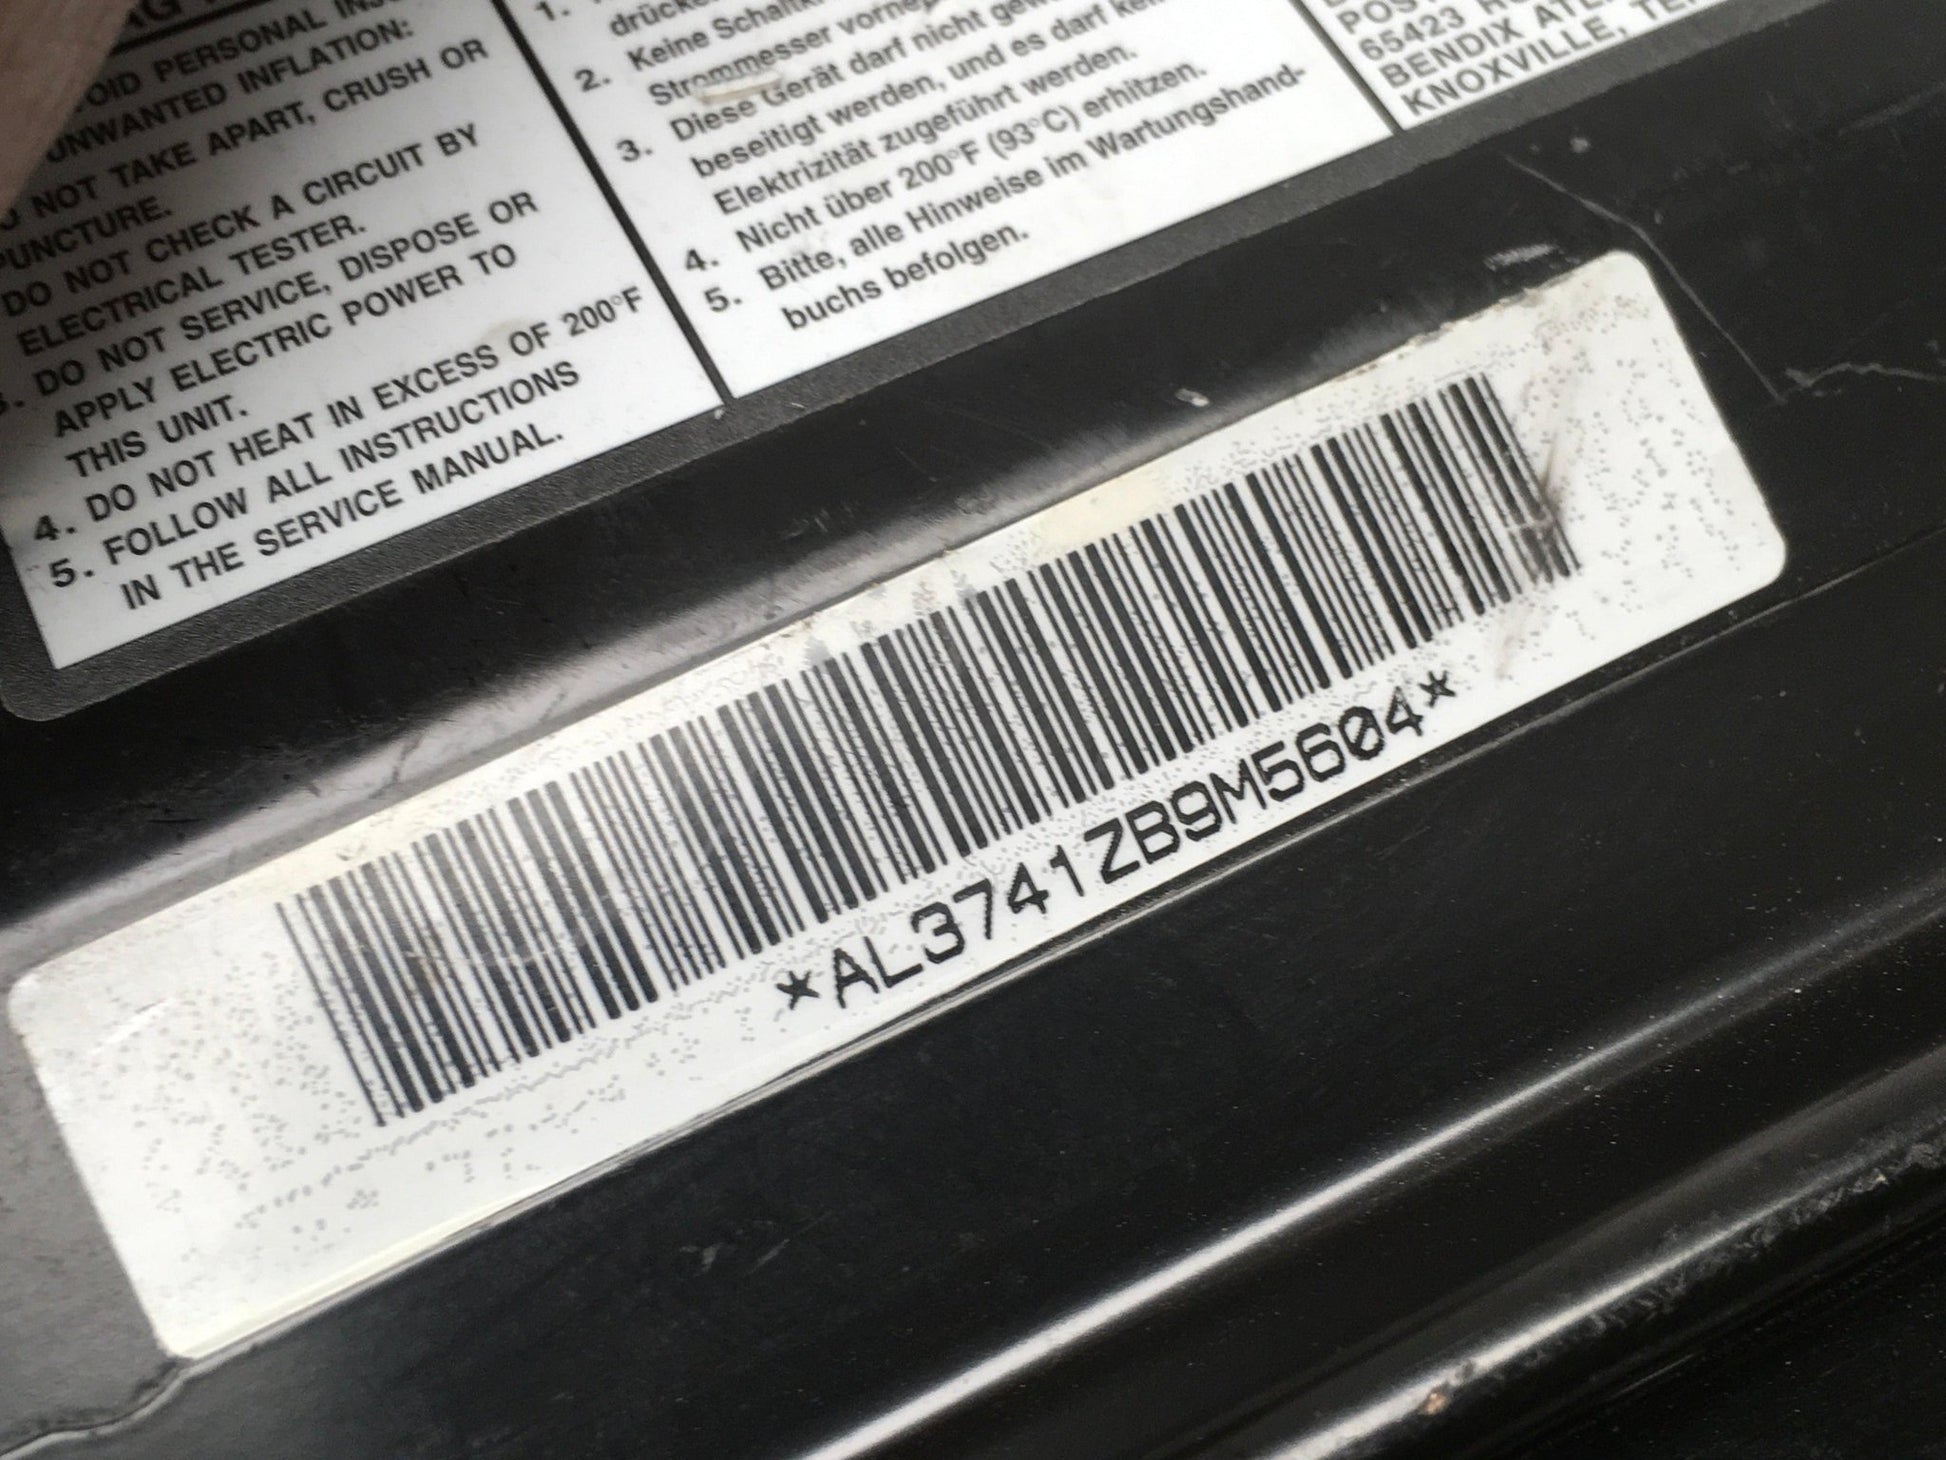 OID PERSONAL
UNWANTED INFLATION:
NOT TAKE APART, CRUSH OR
PUNCTURE.
DO NOT CHECK A CIRCUIT BY
ELECTRICAL TESTER.
3. DO NOT SERVICE, DISPOSE OR
APPLY ELECTRIC POWER TO
THIS UNIT.
4. DO NOT HEAT IN EXCESS OF 200°F
5. FOLLOW ALL INSTRUCTIONS
IN THE SERVICE MANUAL.
1.
2. Keine
Strommesser
3. Diese Gerät darf nicht
beseitigt werden, und es darf
Elektrizität zugeführt werden.
4. Nicht über 200°F (93°C) erhitzen.
5. Bitte, alle Hinweise im Wartungshand-
buchs befolgen.
65423
BENDIX
KNOXVILLE,
*AL3741ZB9M5604*